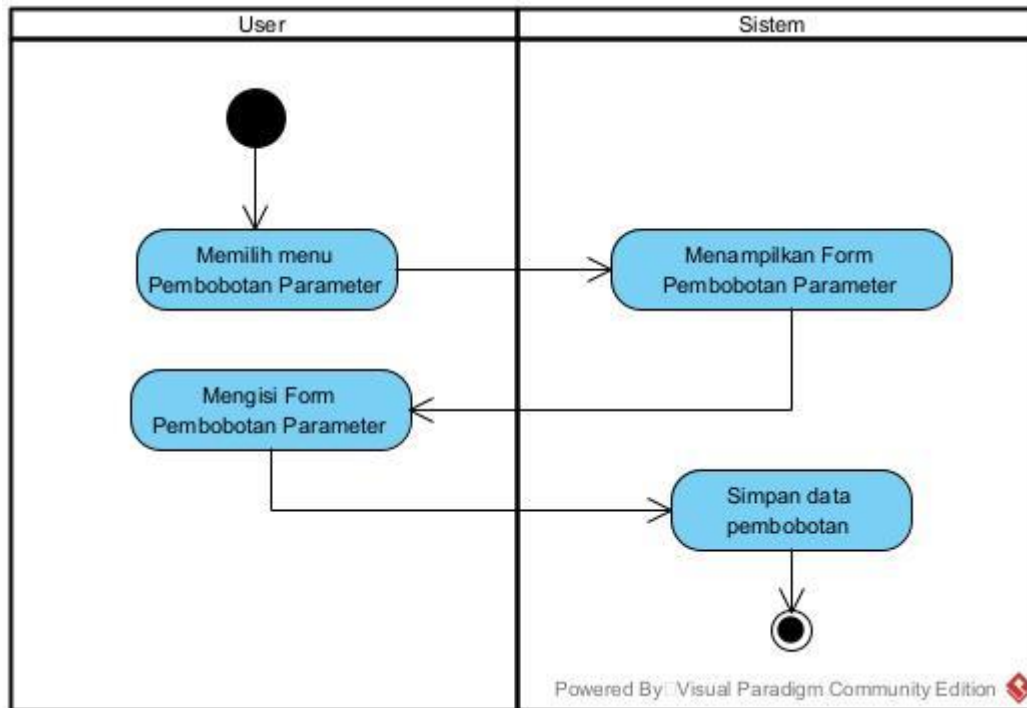 User
Sistem
Memilih menu
Pembobotan Parameter
Menampilkan Form
Pembobotan Parameter
Mengisi Form
Pembobotan Parameter
Simpan data
pembobotan
Powered By Visual Paradigm Community Edition